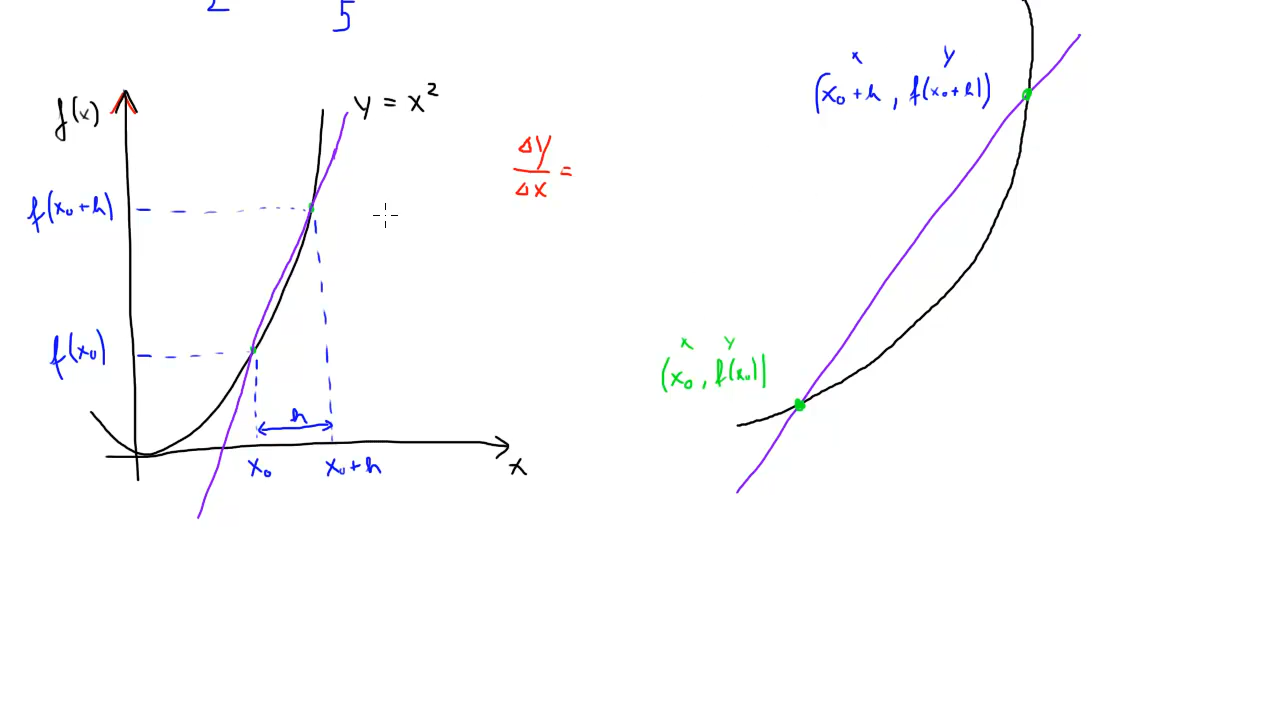 2 5
f(x)
y = x²
f(x₀+h)
f(x₀)
h
x₀
x₀+h
x
Δy
Δx =
x y
(x₀+h , f(x₀+h))
x y
(x₀ , f(x₀))